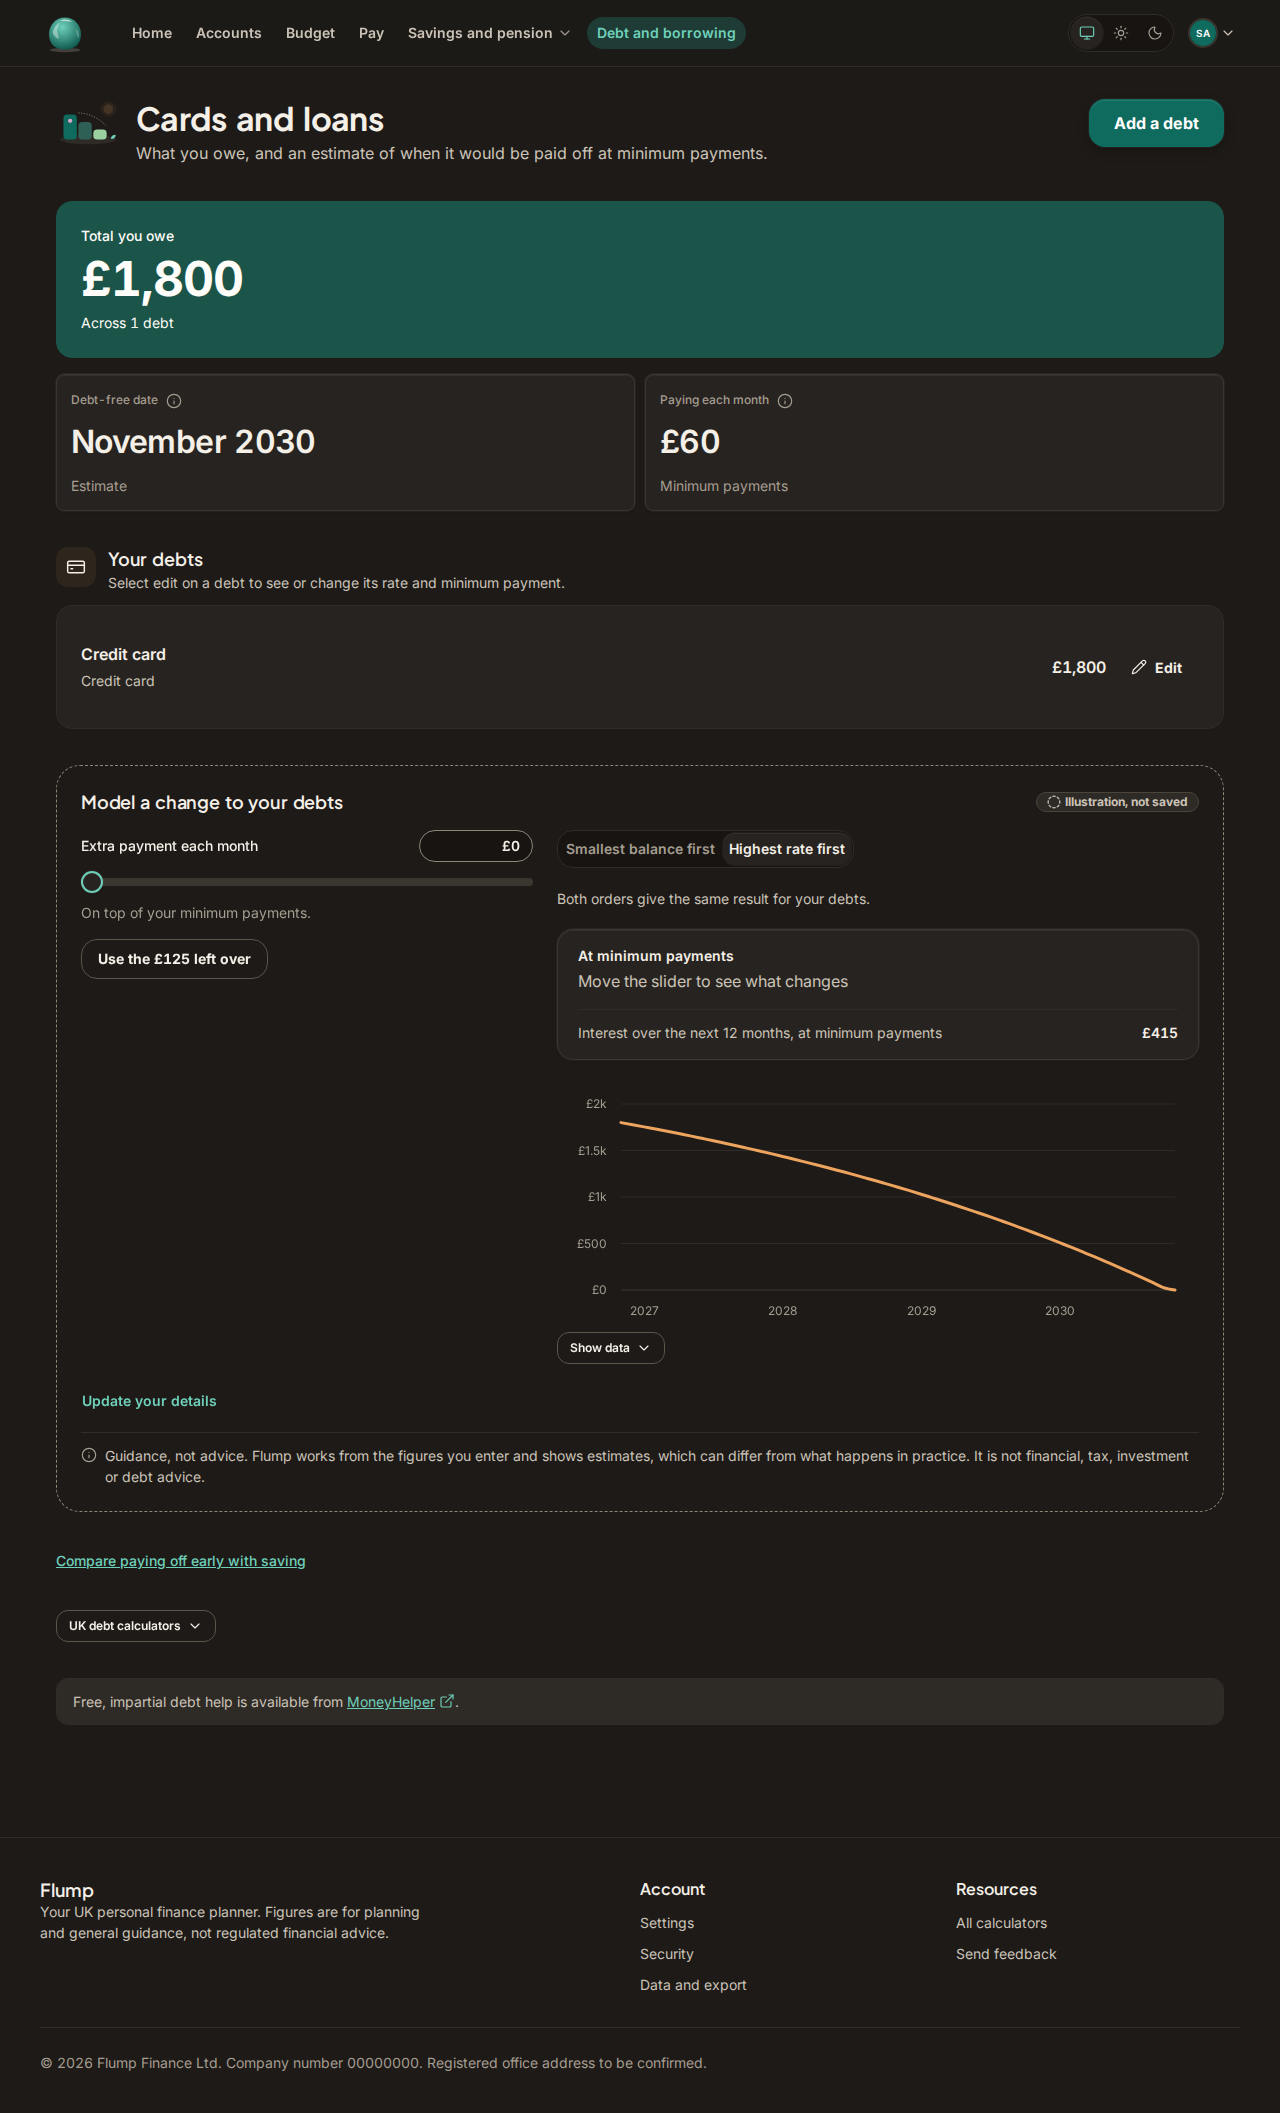 Home
Accounts
Budget
Pay
Savings and pension
Debt and borrowing
SA
Cards and loans
What you owe, and an estimate of when it would be paid off at minimum payments.
Add a debt
Total you owe
£1,800
Across 1 debt
Debt-free date
November 2030
Estimate
Paying each month
£60
Minimum payments
Your debts
Select edit on a debt to see or change its rate and minimum payment.
Credit card
Credit card
£1,800
Edit
Model a change to your debts
Illustration, not saved
Extra payment each month
£0
On top of your minimum payments.
Use the £125 left over
Smallest balance first
Highest rate first
Both orders give the same result for your debts.
At minimum payments
Move the slider to see what changes
Interest over the next 12 months, at minimum payments
£415
£2k
£1.5k
£1k
£500
£0
2027
2028
2029
2030
Show data
Update your details
Guidance, not advice. Flump works from the figures you enter and shows estimates, which can differ from what happens in practice. It is not financial, tax, investment
or debt advice.
Compare paying off early with saving
UK debt calculators
Free, impartial debt help is available from MoneyHelper.
Flump
Your UK personal finance planner. Figures are for planning
and general guidance, not regulated financial advice.
Account
Settings
Security
Data and export
Resources
All calculators
Send feedback
© 2026 Flump Finance Ltd. Company number 00000000. Registered office address to be confirmed.